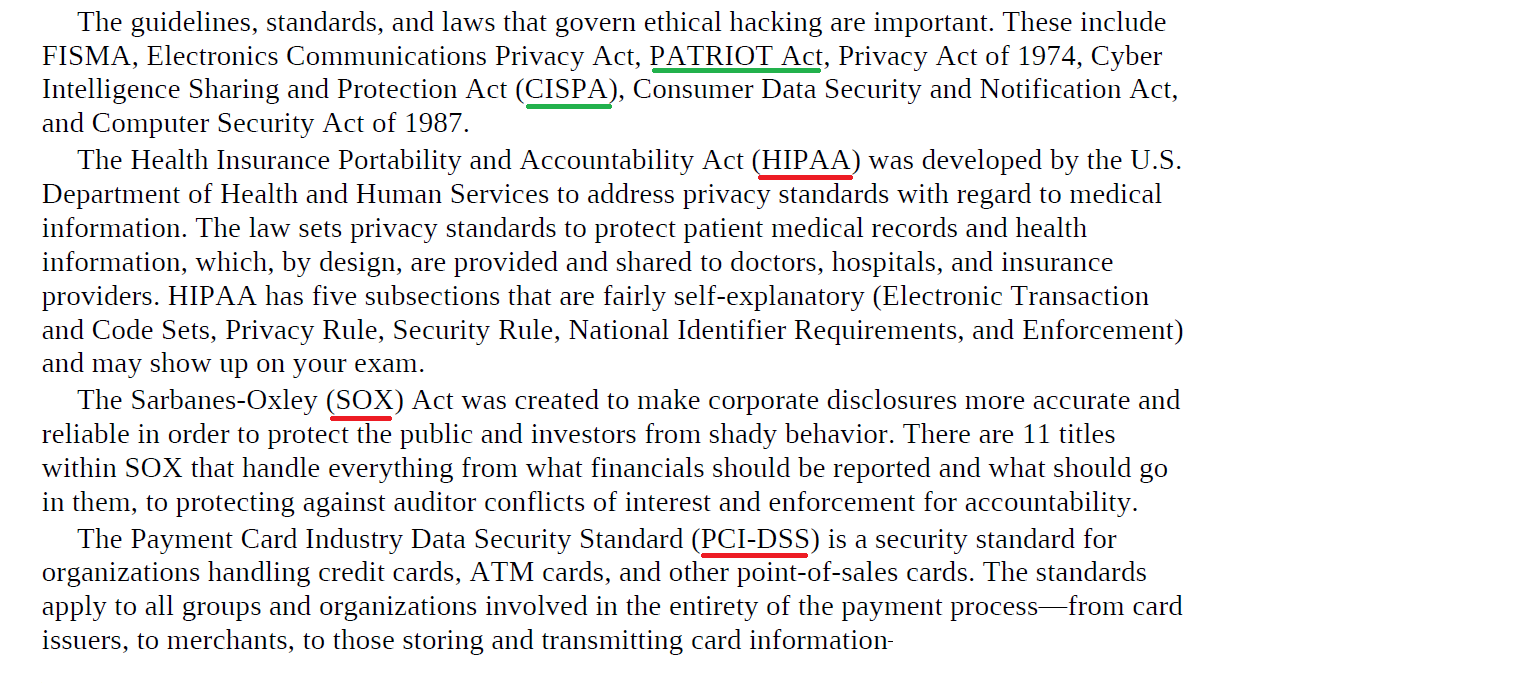 The guidelines, standards, and laws that govern ethical hacking are important. These include
FISMA, Electronics Communications Privacy Act, PATRIOT Act, Privacy Act of 1974, Cyber
Intelligence Sharing and Protection Act (CISPA), Consumer Data Security and Notification Act,
and Computer Security Act of 1987.
The Health Insurance Portability and Accountability Act (HIPAA) was developed by the U.S.
Department of Health and Human Services to address privacy standards with regard to medical
information. The law sets privacy standards to protect patient medical records and health
information, which, by design, are provided and shared to doctors, hospitals, and insurance
providers. HIPAA has five subsections that are fairly self-explanatory (Electronic Transaction
and Code Sets, Privacy Rule, Security Rule, National Identifier Requirements, and Enforcement)
and may show up on your exam.
The Sarbanes-Oxley (SOX) Act was created to make corporate disclosures more accurate and
reliable in order to protect the public and investors from shady behavior. There are 11 titles
within SOX that handle everything from what financials should be reported and what should go
in them, to protecting against auditor conflicts of interest and enforcement for accountability.
The Payment Card Industry Data Security Standard (PCI-DSS) is a security standard for
organizations handling credit cards, ATM cards, and other point-of-sales cards. The standards
apply to all groups and organizations involved in the entirety of the payment process—from card
issuers, to merchants, to those storing and transmitting card information-